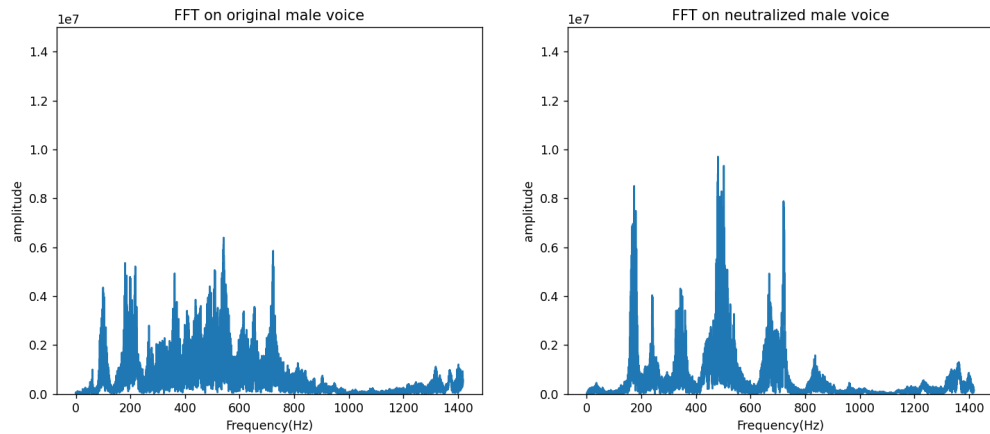 FFT on original male voice
1e7
1.4
1.2
1.0
0.8
0.6
0.4
0.2
0.0
amplitude
0 200 400 600 800 1000 1200 1400
Frequency(Hz)
FFT on neutralized male voice
1e7
1.4
1.2
1.0
0.8
0.6
0.4
0.2
0.0
amplitude
0 200 400 600 800 1000 1200 1400
Frequency(Hz)